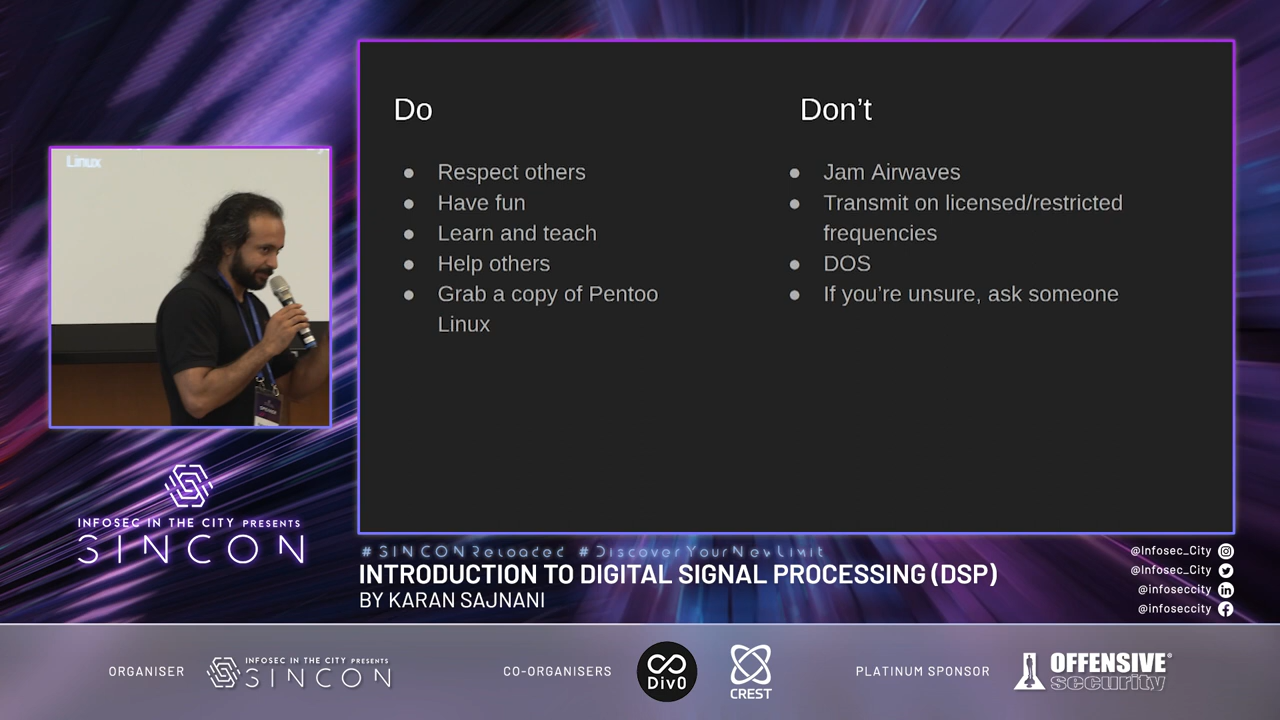 Linux
Do
Respect others
Have fun
Learn and teach
Help others
Grab a copy of Pentoo
Linux
Don’t
Jam Airwaves
Transmit on licensed/restricted
frequencies
DOS
If you’re unsure, ask someone
INFOSEC IN THE CITY PRESENTS
SINCON
#SINCONReloaded #DiscoverYourNewLimit
INTRODUCTION TO DIGITAL SIGNAL PROCESSING (DSP)
BY KARAN SAJNANI
@Infosec_City
@Infosec_City
@infoseccity
@infoseccity
ORGANISER
INFOSEC IN THE CITY PRESENTS
SINCON
CO-ORGANISERS
Div0
CREST
PLATINUM SPONSOR
OFFENSIVE®
security